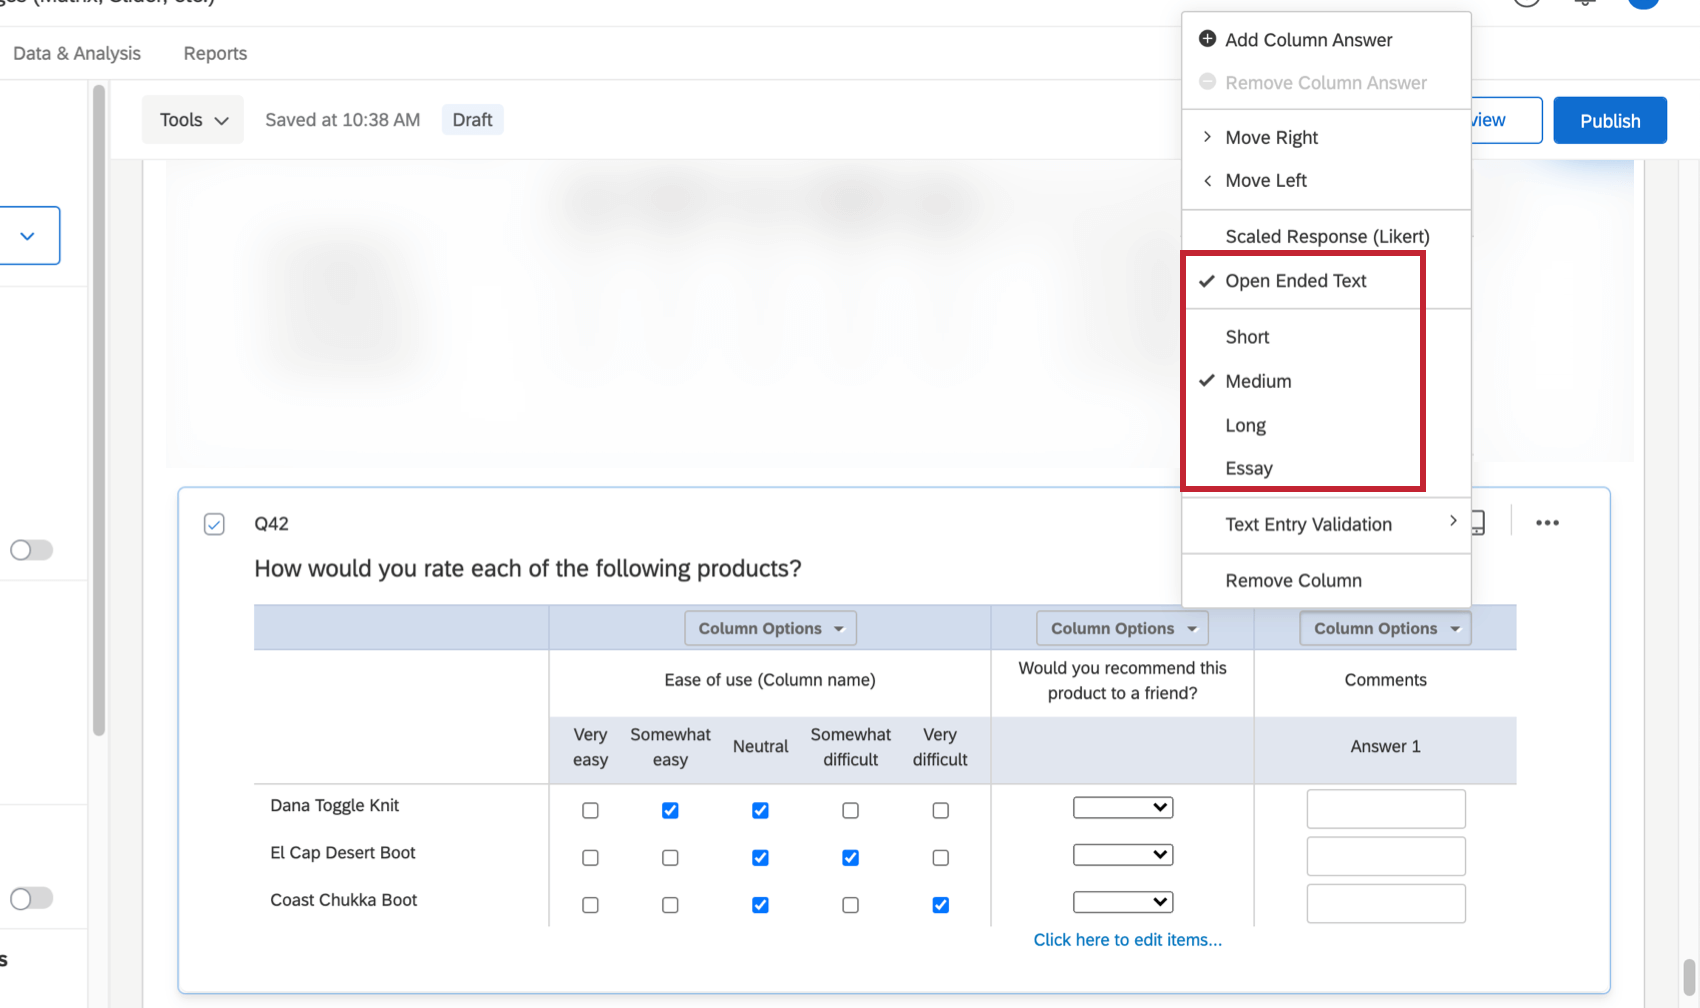 Data & Analysis
Reports
Tools
Saved at 10:38 AM
Draft
Publish
Add Column Answer
Remove Column Answer
Move Right
Move Left
Scaled Response (Likert)
Open Ended Text
Short
Medium
Long
Essay
Text Entry Validation
Remove Column
Q42
How would you rate each of the following products?
Column Options
Column Options
Column Options
Ease of use (Column name)
Would you recommend this
product to a friend?
Comments
Very
easy
Somewhat
easy
Neutral
Somewhat
difficult
Very
difficult
Answer 1
Dana Toggle Knit
El Cap Desert Boot
Coast Chukka Boot
Click here to edit items...